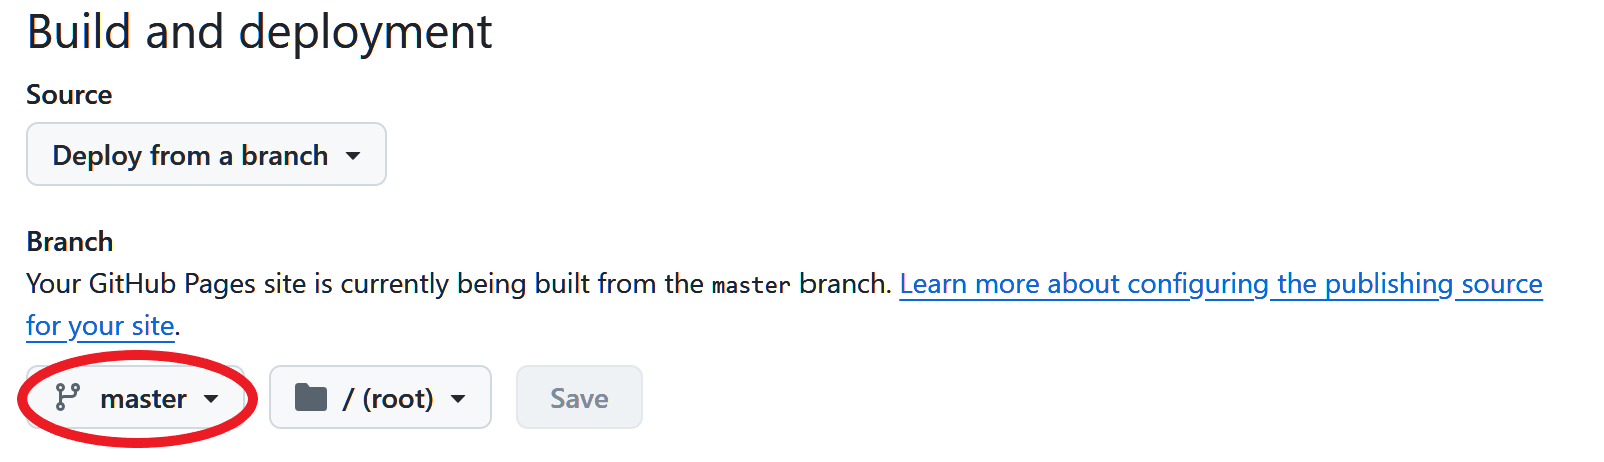 Build and deployment
Source
Deploy from a branch
Branch
Your GitHub Pages site is currently being built from the master branch. Learn more about configuring the publishing source
for your site.
master / (root) Save